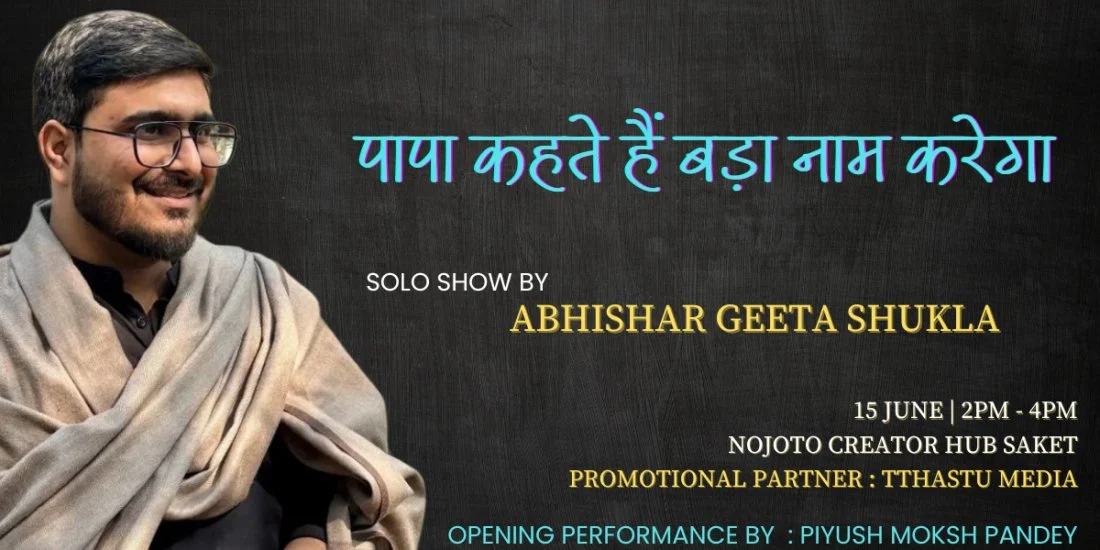 पापा कहते हैं बड़ा नाम करेगा
SOLO SHOW BY
ABHISHAR GEETA SHUKLA
15 JUNE | 2PM - 4PM
NOJOTO CREATOR HUB SAKET
PROMOTIONAL PARTNER : TTHASTU MEDIA
OPENING PERFORMANCE BY : PIYUSH MOKSH PANDEY